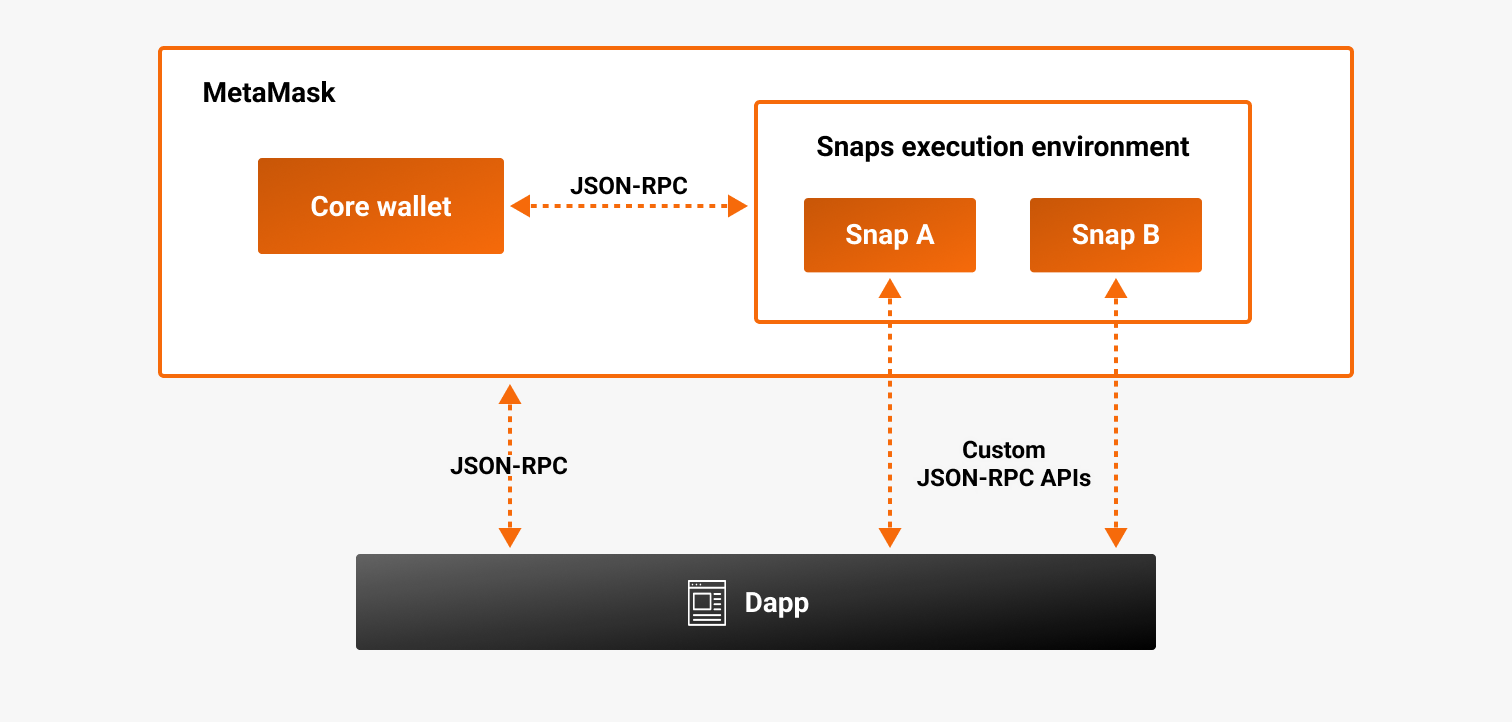 MetaMask
Snaps execution environment
Core wallet
JSON-RPC
Snap A
Snap B
JSON-RPC
Custom
JSON-RPC APIs
Dapp